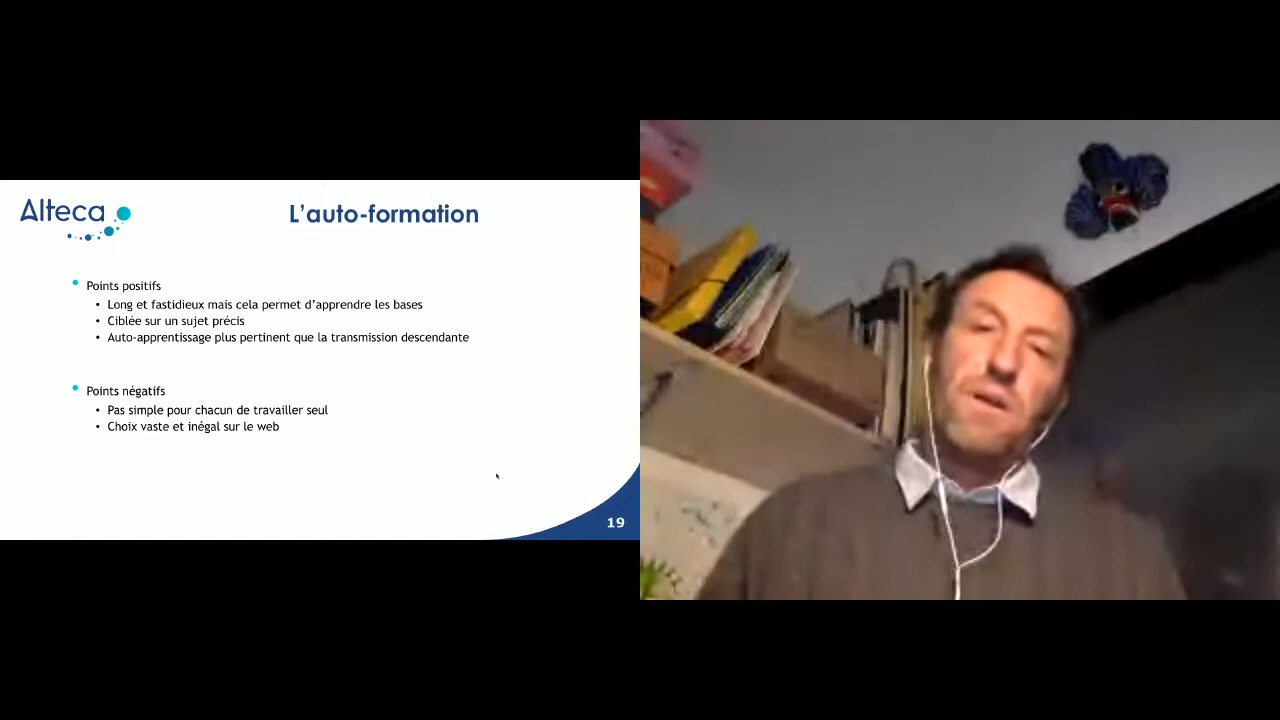 Alteca
L'auto-formation
• Points positifs
• Long et fastidieux mais cela permet d'apprendre les bases
• Ciblée sur un sujet précis
• Auto-apprentissage plus pertinent que la transmission descendante
• Points négatifs
• Pas simple pour chacun de travailler seul
• Choix vaste et inégal sur le web
19